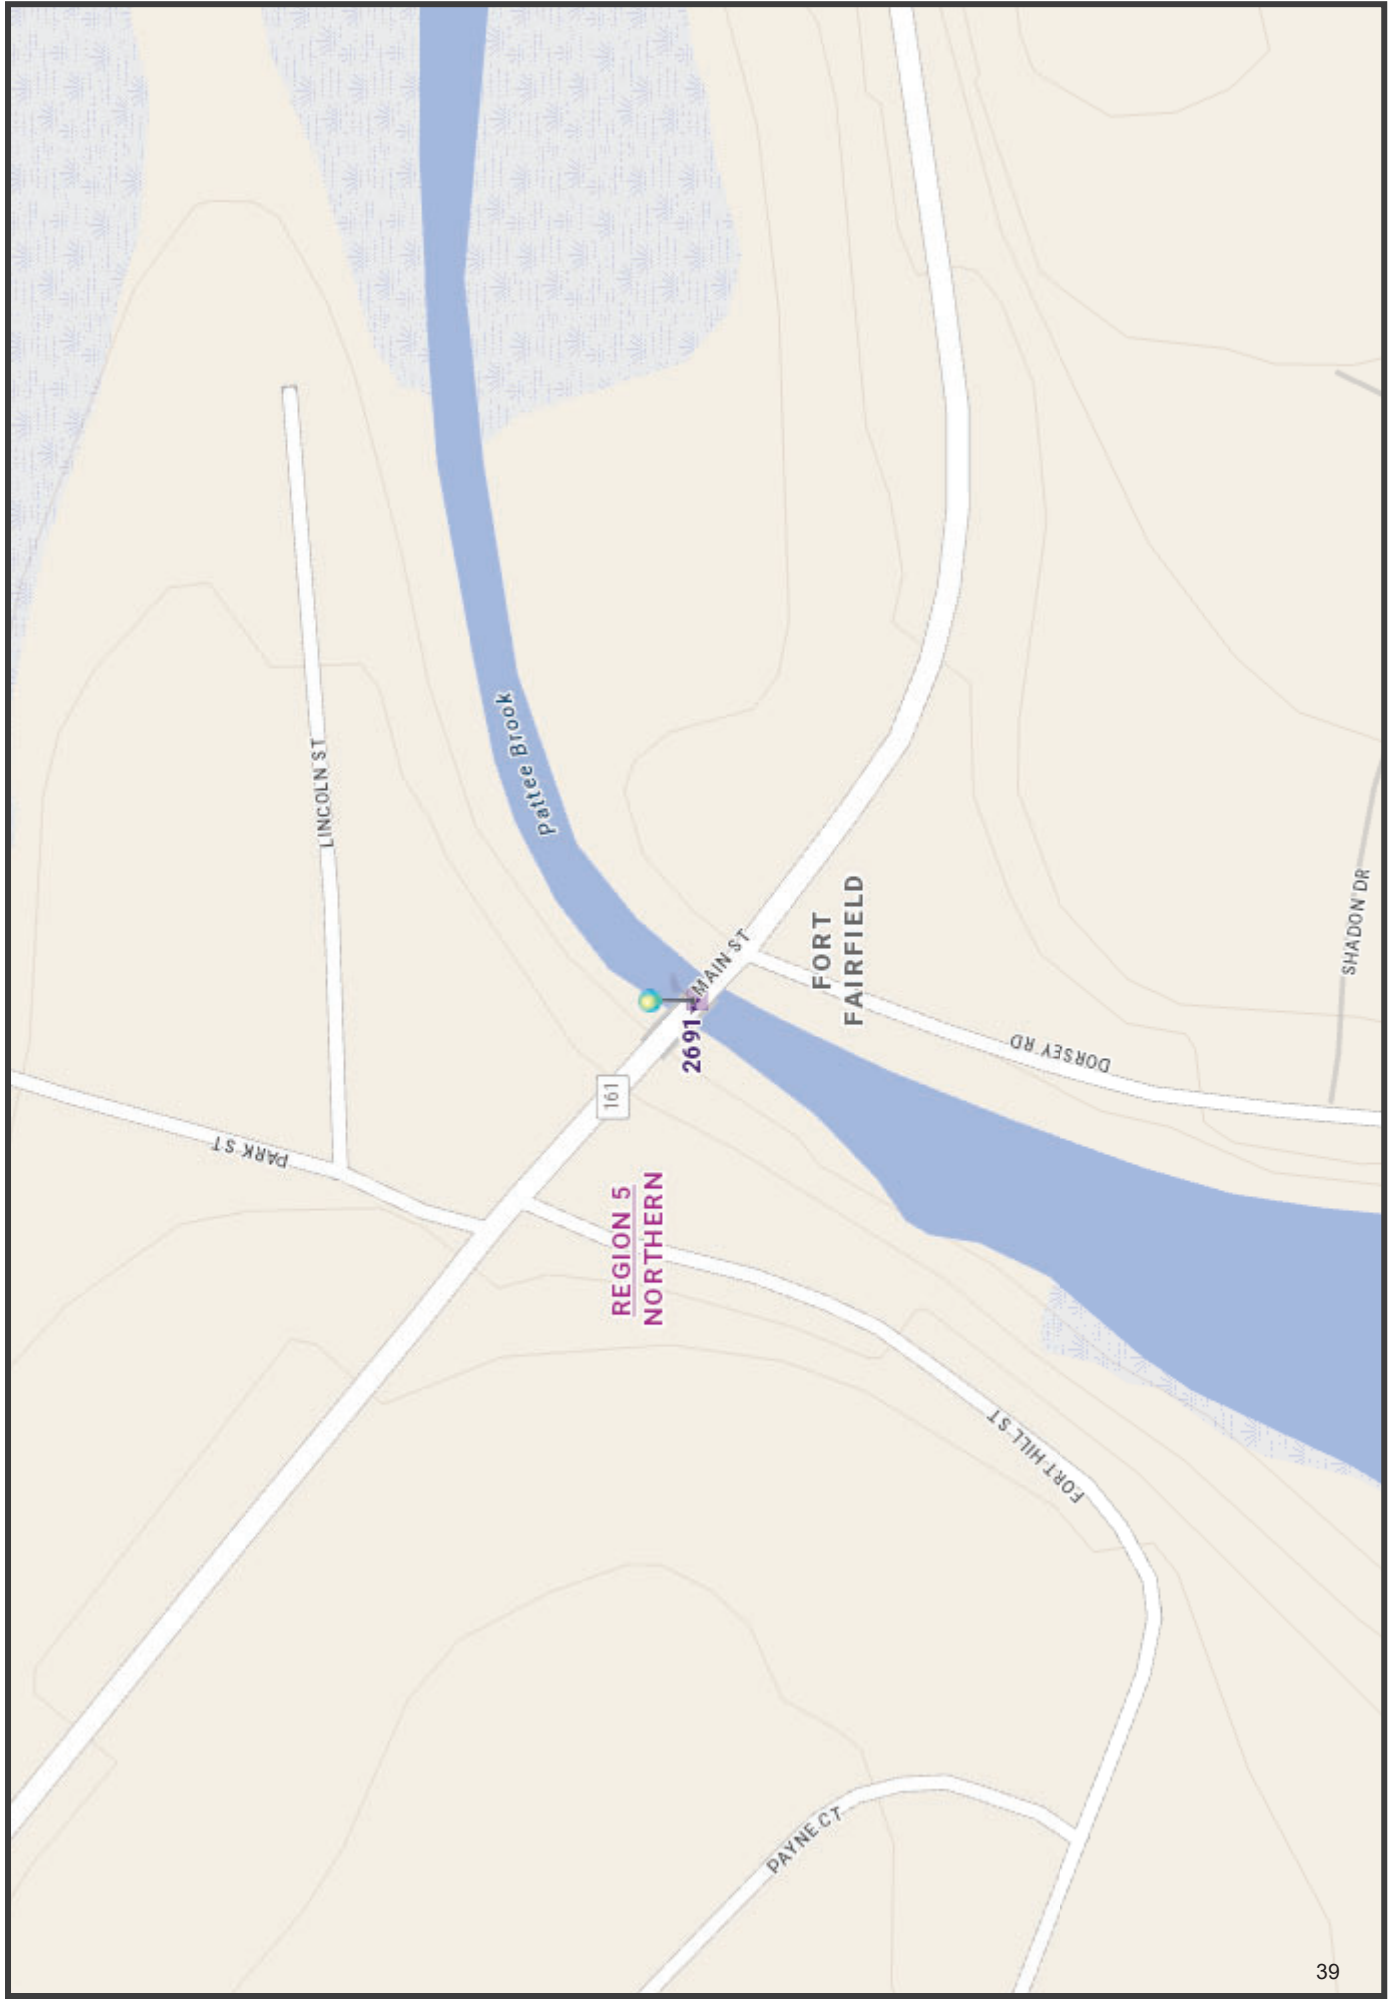 Pattee Brook
LINCOLN ST
MAIN ST
FORT
FAIRFIELD
SHADON DR
2691
DORSEY RD
161
PARK ST
REGION 5
NORTHERN
FORT HILL ST
PAYNE CT
39